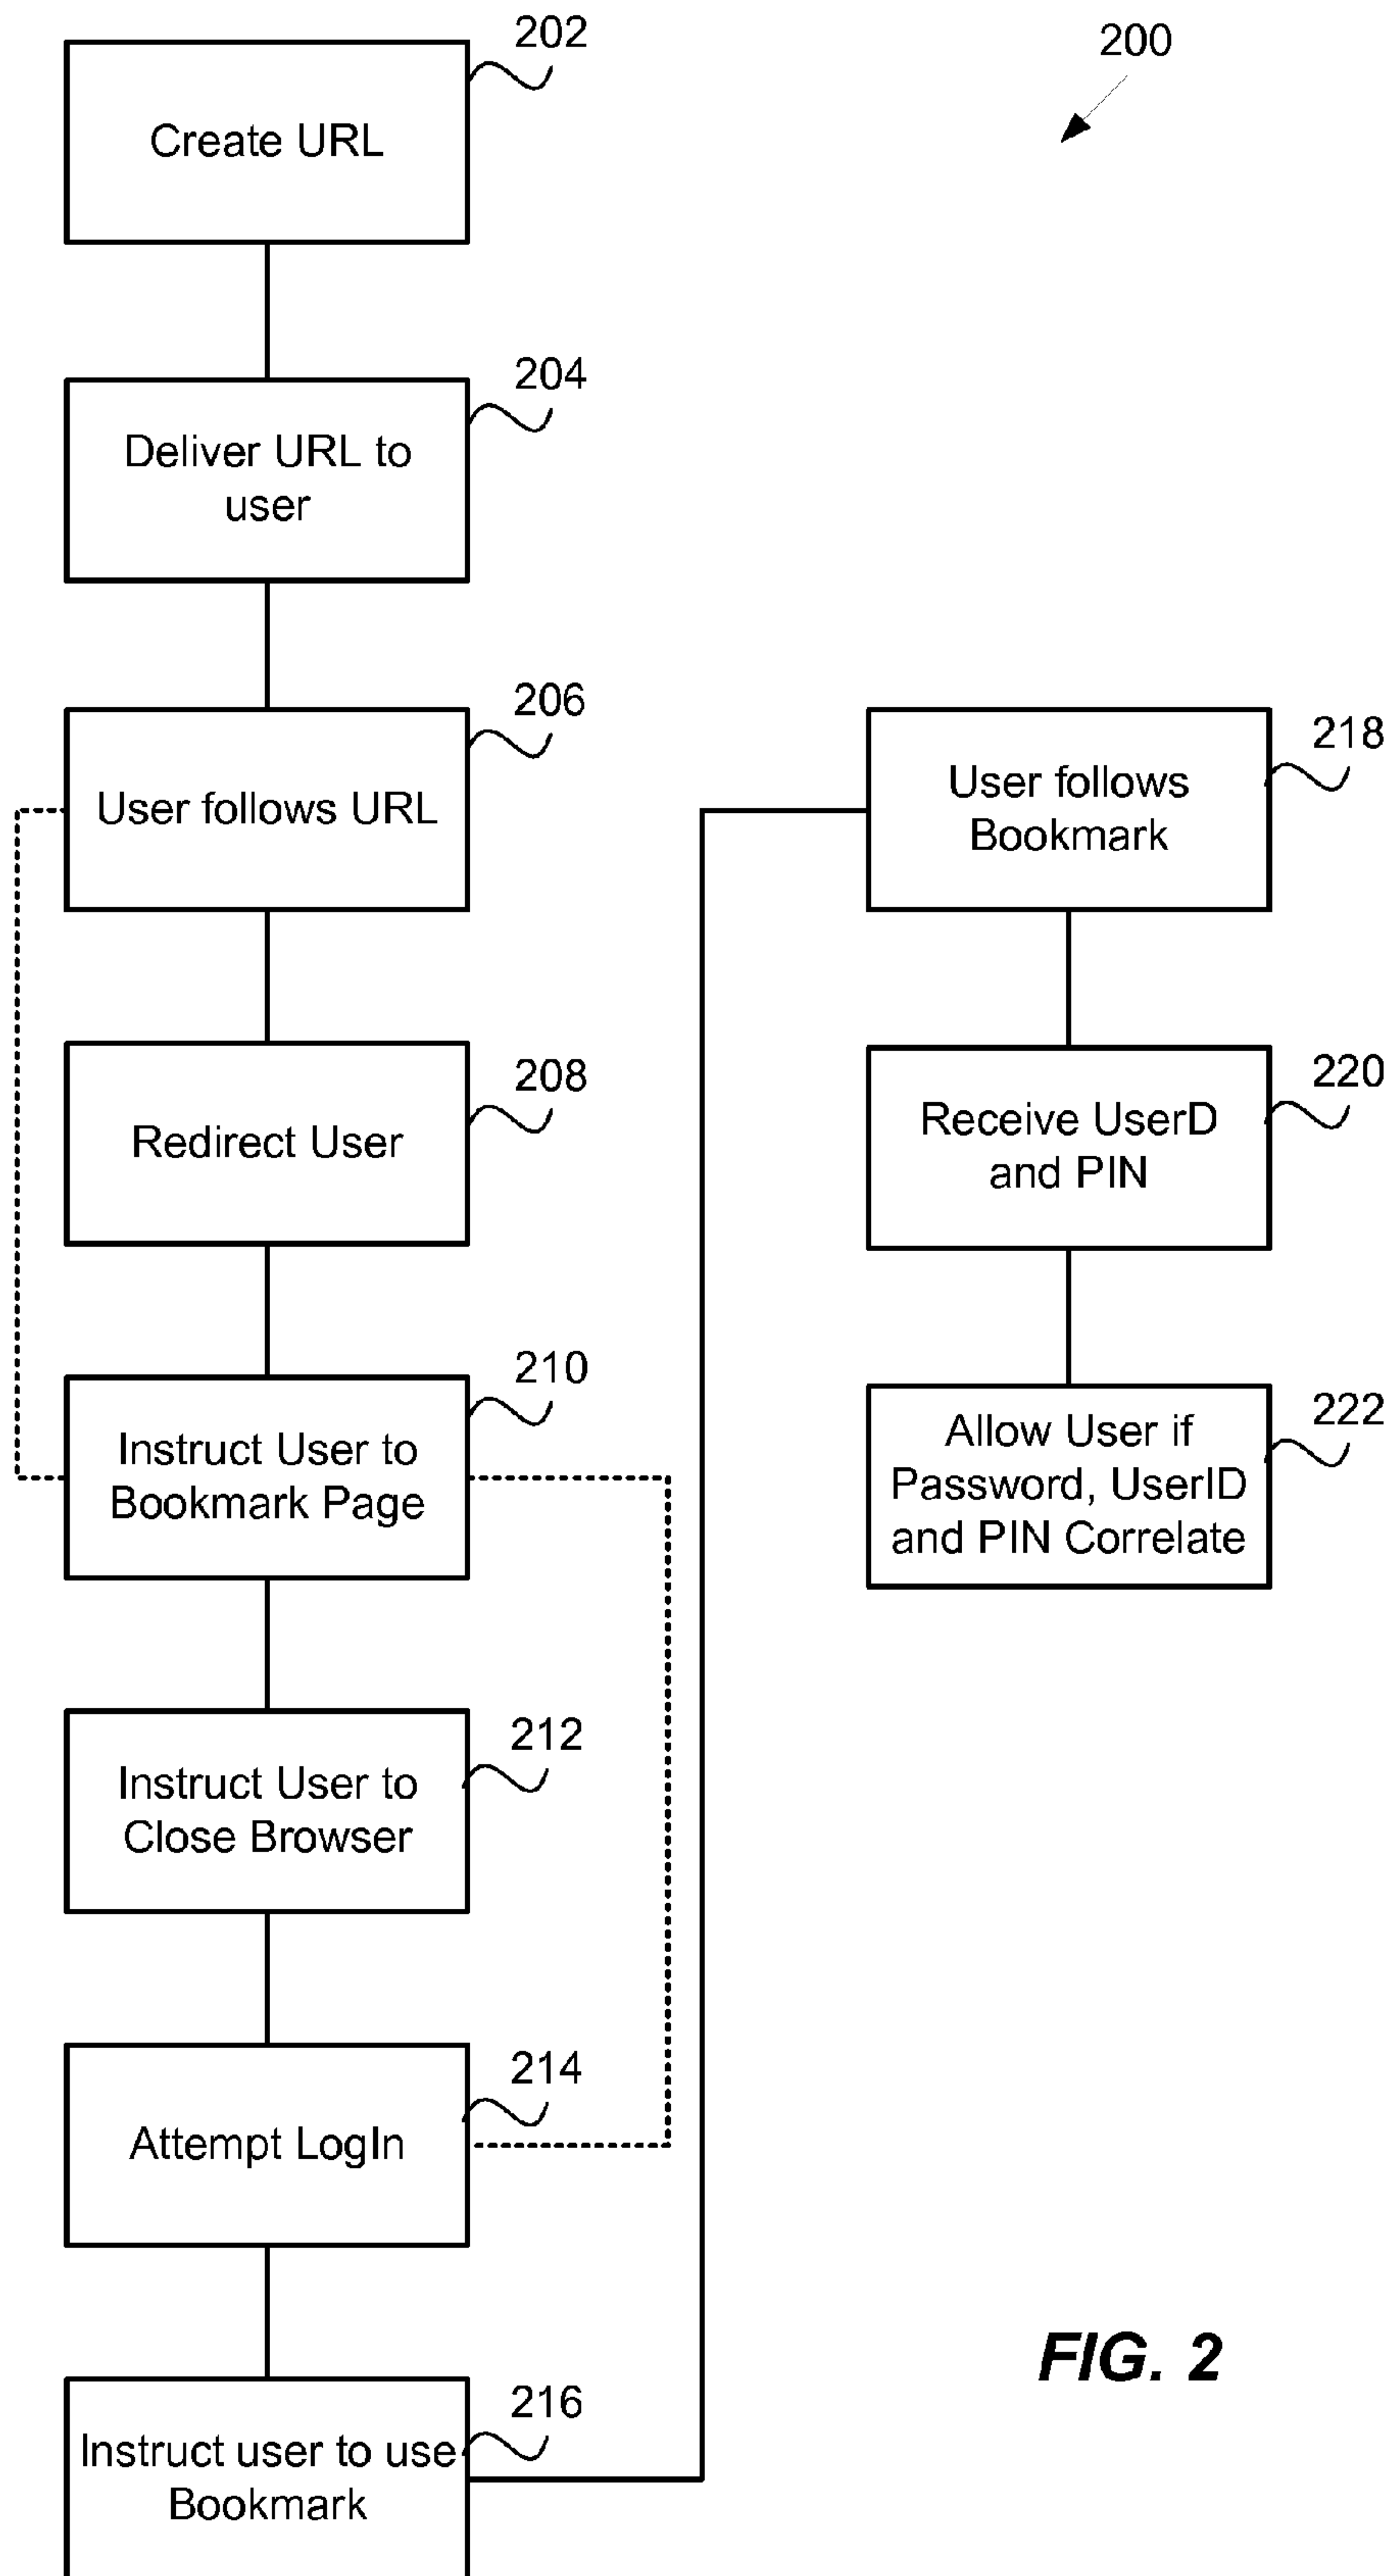 202
200
Create URL
204
Deliver URL to
user
206
User follows URL
218
User follows
Bookmark
208
Redirect User
220
Receive UserD
and PIN
210
Instruct User to
Bookmark Page
222
Allow User if
Password, UserID
and PIN Correlate
212
Instruct User to
Close Browser
214
Attempt LogIn
216
Instruct user to use
Bookmark
FIG. 2